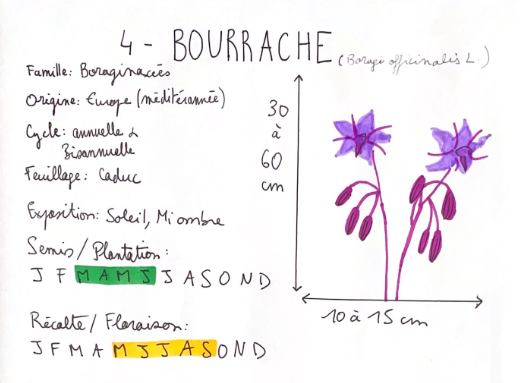 4 - BOURRACHE (Borago officinalis L.)
Famille: Boraginacées
Origine: Europe (méditérannée)
Cycle: annuelle &
Bisannuelle
Feuillage: Caduc
30
à
60
cm
Exposition: Soleil, Mi ombre
Semis / Plantation:
J F M A M J J A S O N D
10 à 15 cm
Récolte / Floraison:
J F M A M J J A S O N D